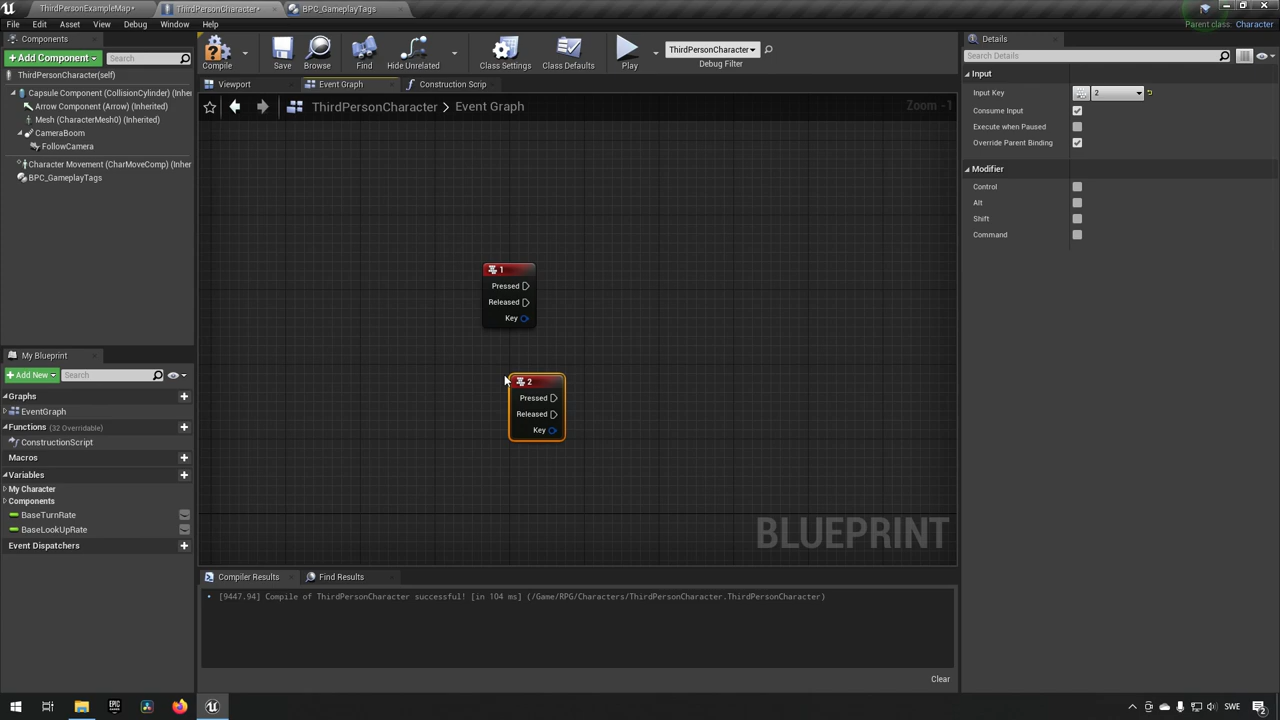 ThirdPersonExampleMap•
ThirdPersonCharacter•
BPC_GameplayTags
File Edit Asset View Debug Window Help
Parent class: Character
Components
+Add Component
Search
ThirdPersonCharacter(self)
Capsule Component (CollisionCylinder) (Inherited)
Arrow Component (Arrow) (Inherited)
Mesh (CharacterMesh0) (Inherited)
CameraBoom
FollowCamera
Character Movement (CharMoveComp) (Inher
BPC_GameplayTags
Compile
Save
Browse
Find
Hide Unrelated
Class Settings
Class Defaults
Play
ThirdPersonCharacter
Debug Filter
Viewport
Event Graph
Construction Scrip
ThirdPersonCharacter > Event Graph
Zoom -1
1
Pressed
Released
Key
2
Pressed
Released
Key
BLUEPRINT
My Blueprint
+Add New
Search
Graphs
EventGraph
Functions (32 Overridable)
ConstructionScript
Macros
Variables
My Character
Components
BaseTurnRate
BaseLookUpRate
Event Dispatchers
Compiler Results
Find Results
• [9447.94] Compile of ThirdPersonCharacter successful! [in 104 ms] (/Game/RPG/Characters/ThirdPersonCharacter.ThirdPersonCharacter)
Clear
Details
Search Details
Input
Input Key 2
Consume Input
Execute when Paused
Override Parent Binding
Modifier
Control
Alt
Shift
Command
SWE
2